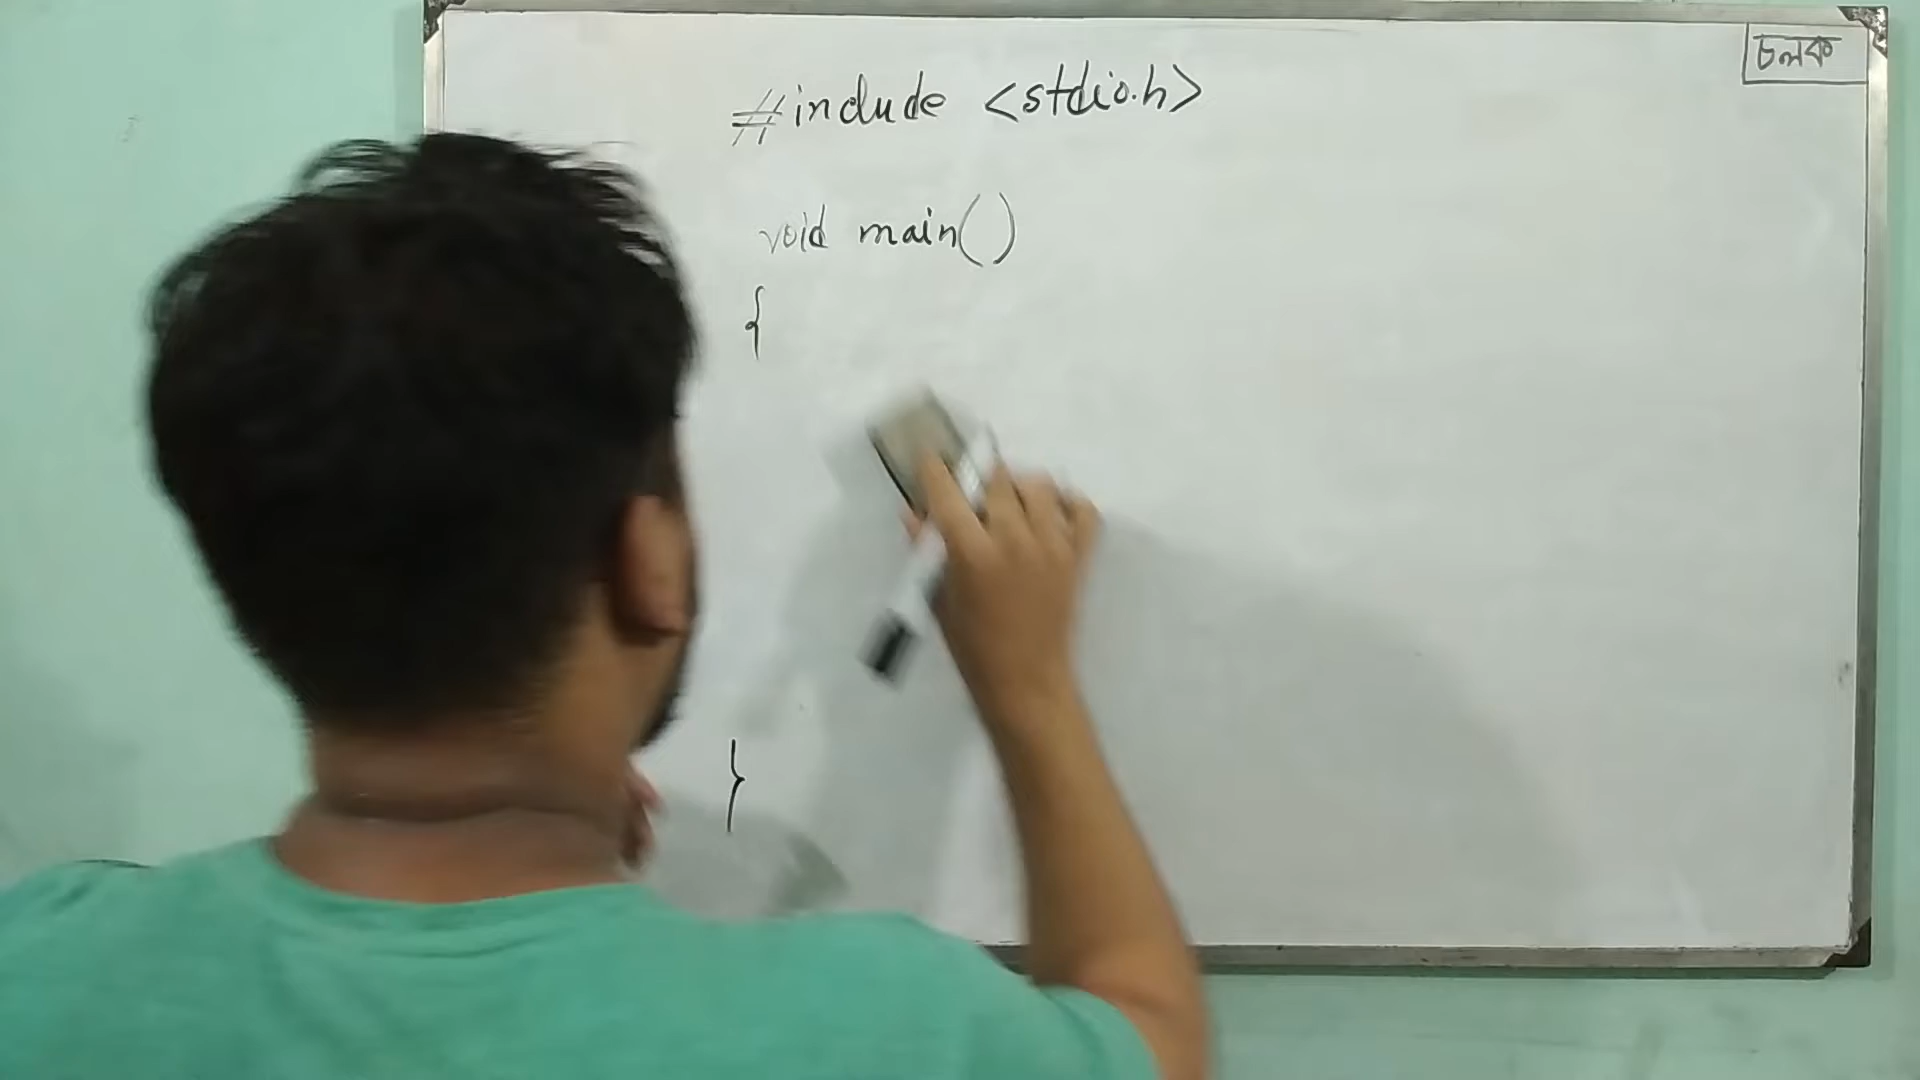 চলক
#include <stdio.h>
void main()
{
}